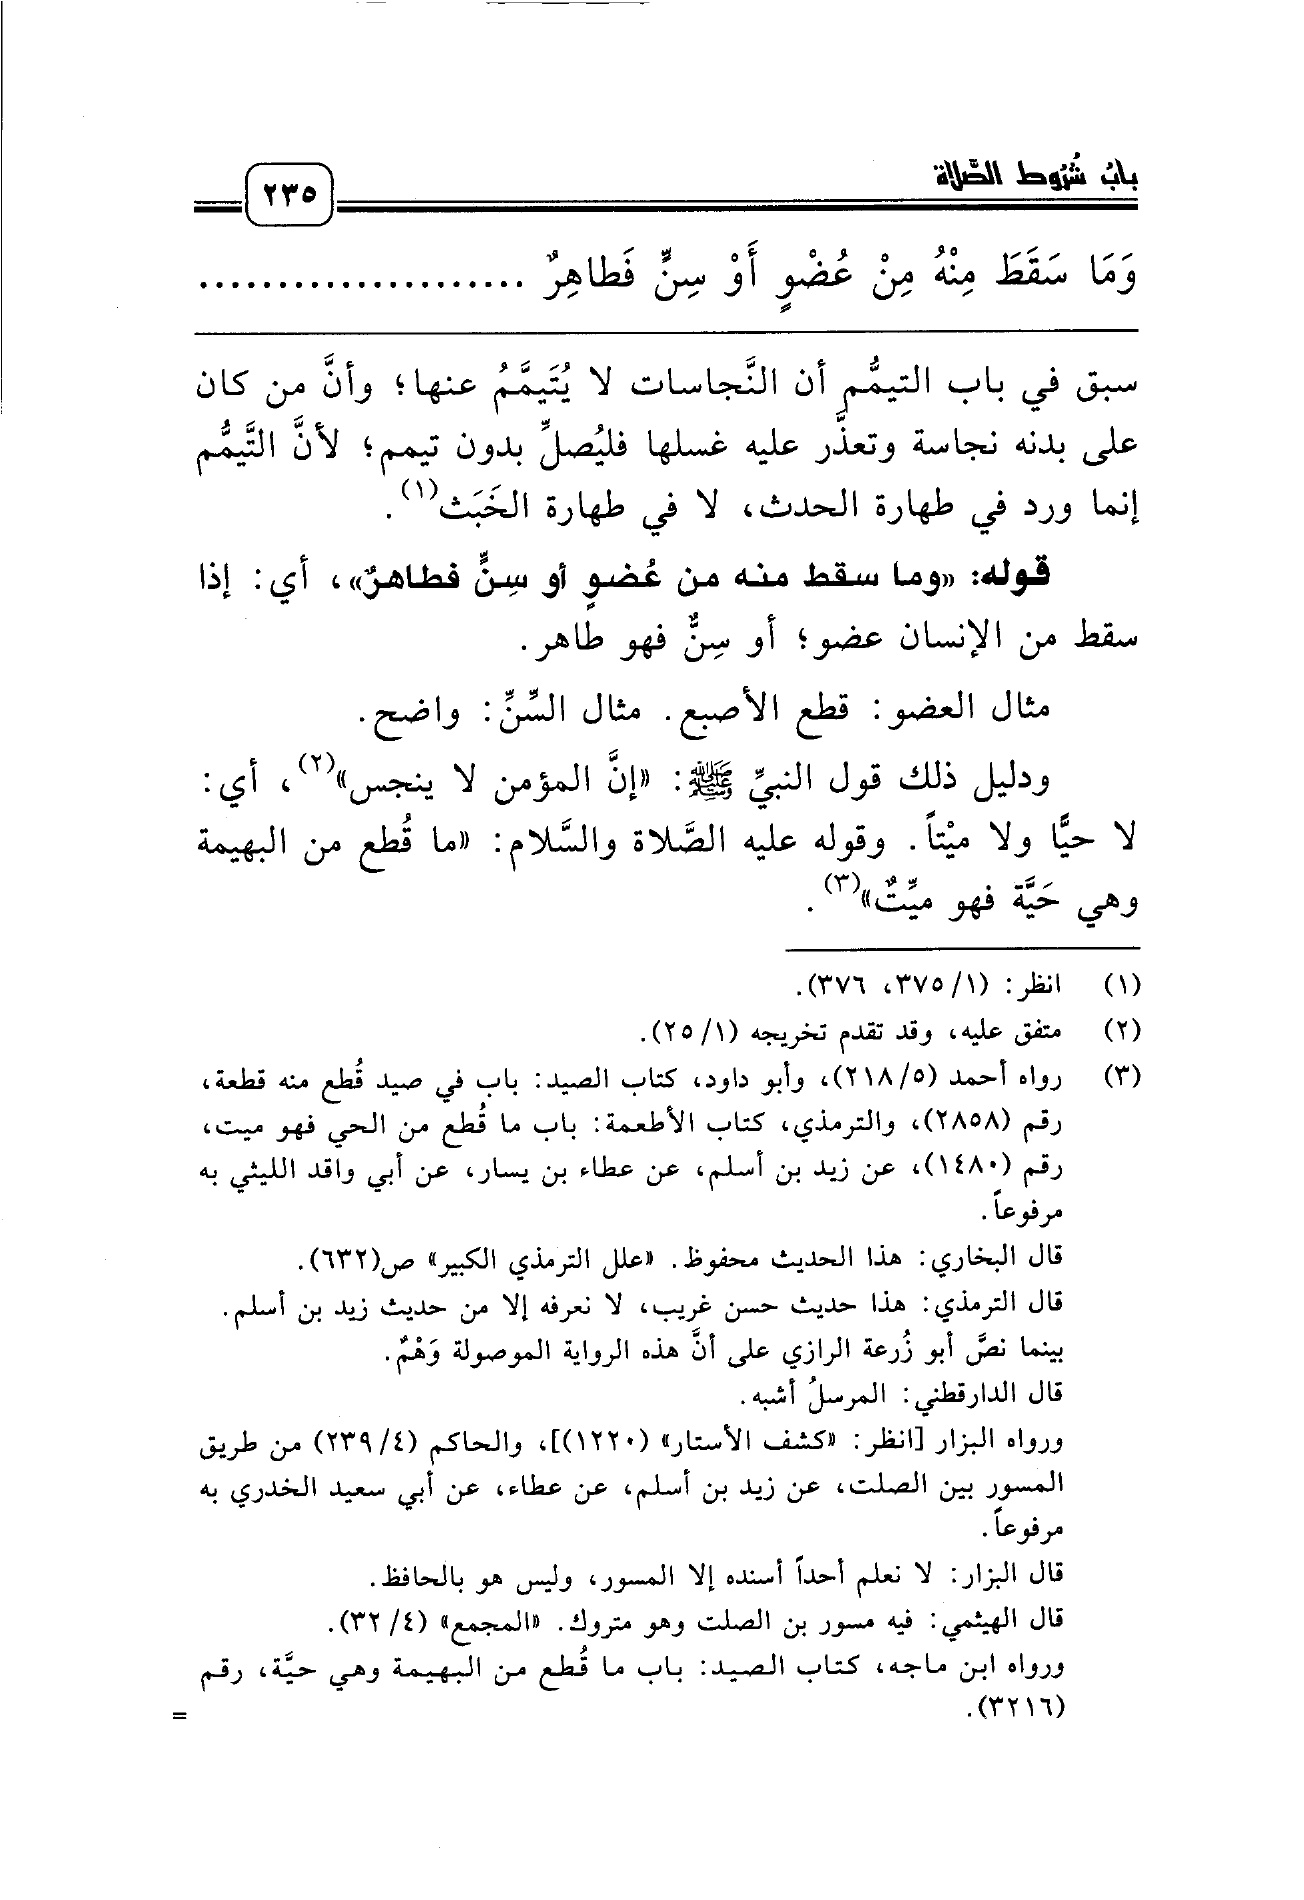 بابُ شُرُوط الصَّلاة
٢٣٥
وَمَا سَقَطَ مِنْهُ مِنْ عُضْوٍ أَوْ سِنٍّ فَطاهِرٌ .....................
سبق في باب التيمُّم أن النَّجاسات لا يُتَيمَّمُ عنها؛ وأنَّ من كان
على بدنه نجاسة وتعذَّر عليه غسلها فليُصلِّ بدون تيمم؛ لأنَّ التَّيمُّم
إنما ورد في طهارة الحدث، لا في طهارة الخَبَث(١).
قوله: «وما سقط منه من عُضوٍ أو سِنٍّ فطاهرٌ»، أي: إذا
سقط من الإنسان عضو؛ أو سِنٌّ فهو طاهر.
مثال العضو: قطع الأصبع. مثال السِّنِّ: واضح.
ودليل ذلك قول النبيِّ ﷺ: «إنَّ المؤمن لا ينجس»(٢)، أي:
لا حيًّا ولا ميْتاً. وقوله عليه الصَّلاة والسَّلام: «ما قُطع من البهيمة
وهي حَيَّة فهو ميِّتٌ»(٣).
(١) انظر: (١/ ٣٧٥، ٣٧٦).
(٢) متفق عليه، وقد تقدم تخريجه (١/ ٢٥).
(٣) رواه أحمد (٥/ ٢١٨)، وأبو داود، كتاب الصيد: باب في صيد قُطع منه قطعة،
رقم (٢٨٥٨)، والترمذي، كتاب الأطعمة: باب ما قُطع من الحي فهو ميت،
رقم (١٤٨٠)، عن زيد بن أسلم، عن عطاء بن يسار، عن أبي واقد الليثي به
مرفوعاً.
قال البخاري: هذا الحديث محفوظ. «علل الترمذي الكبير» ص(٦٣٢).
قال الترمذي: هذا حديث حسن غريب، لا نعرفه إلا من حديث زيد بن أسلم.
بينما نصَّ أبو زُرعة الرازي على أنَّ هذه الرواية الموصولة وَهْمٌ.
قال الدارقطني: المرسلُ أشبه.
ورواه البزار [انظر: «كشف الأستار» (١٢٢٠)]، والحاكم (٤/ ٢٣٩) من طريق
المسور بين الصلت، عن زيد بن أسلم، عن عطاء، عن أبي سعيد الخدري به
مرفوعاً.
قال البزار: لا نعلم أحداً أسنده إلا المسور، وليس هو بالحافظ.
قال الهيثمي: فيه مسور بن الصلت وهو متروك. «المجمع» (٤/ ٣٢).
ورواه ابن ماجه، كتاب الصيد: باب ما قُطع من البهيمة وهي حيَّة، رقم
(٣٢١٦).
=